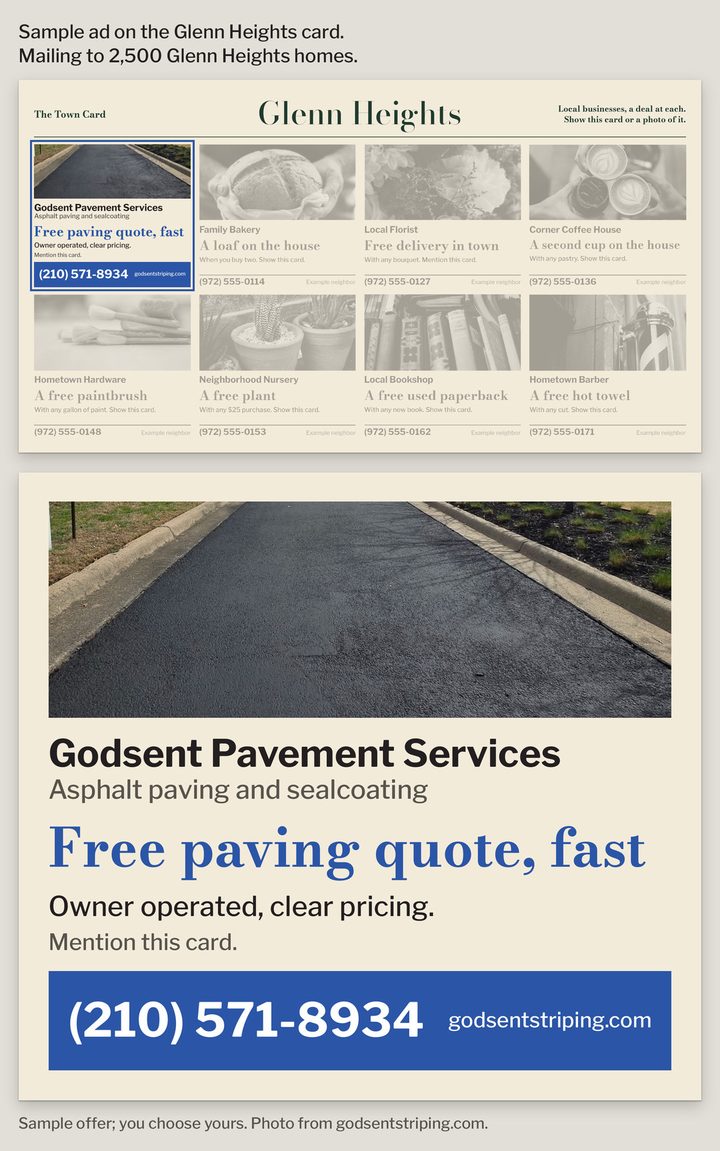 Sample ad on the Glenn Heights card.
Mailing to 2,500 Glenn Heights homes.
The Town Card
Glenn Heights
Local businesses, a deal at each.
Show this card or a photo of it.
Godsent Pavement Services
Asphalt paving and sealcoating
Free paving quote, fast
Owner operated, clear pricing.
Mention this card.
(210) 571-8934 godsentstriping.com
Family Bakery
A loaf on the house
When you buy two. Show this card.
(972) 555-0114 Example neighbor
Local Florist
Free delivery in town
With any bouquet. Mention this card.
(972) 555-0127 Example neighbor
Corner Coffee House
A second cup on the house
With any pastry. Show this card.
(972) 555-0136 Example neighbor
Hometown Hardware
A free paintbrush
With any gallon of paint. Show this card.
(972) 555-0148 Example neighbor
Neighborhood Nursery
A free plant
With any $25 purchase. Show this card.
(972) 555-0153 Example neighbor
Local Bookshop
A free used paperback
With any new book. Show this card.
(972) 555-0162 Example neighbor
Hometown Barber
A free hot towel
With any cut. Show this card.
(972) 555-0171 Example neighbor
Godsent Pavement Services
Asphalt paving and sealcoating
Free paving quote, fast
Owner operated, clear pricing.
Mention this card.
(210) 571-8934 godsentstriping.com
Sample offer; you choose yours. Photo from godsentstriping.com.